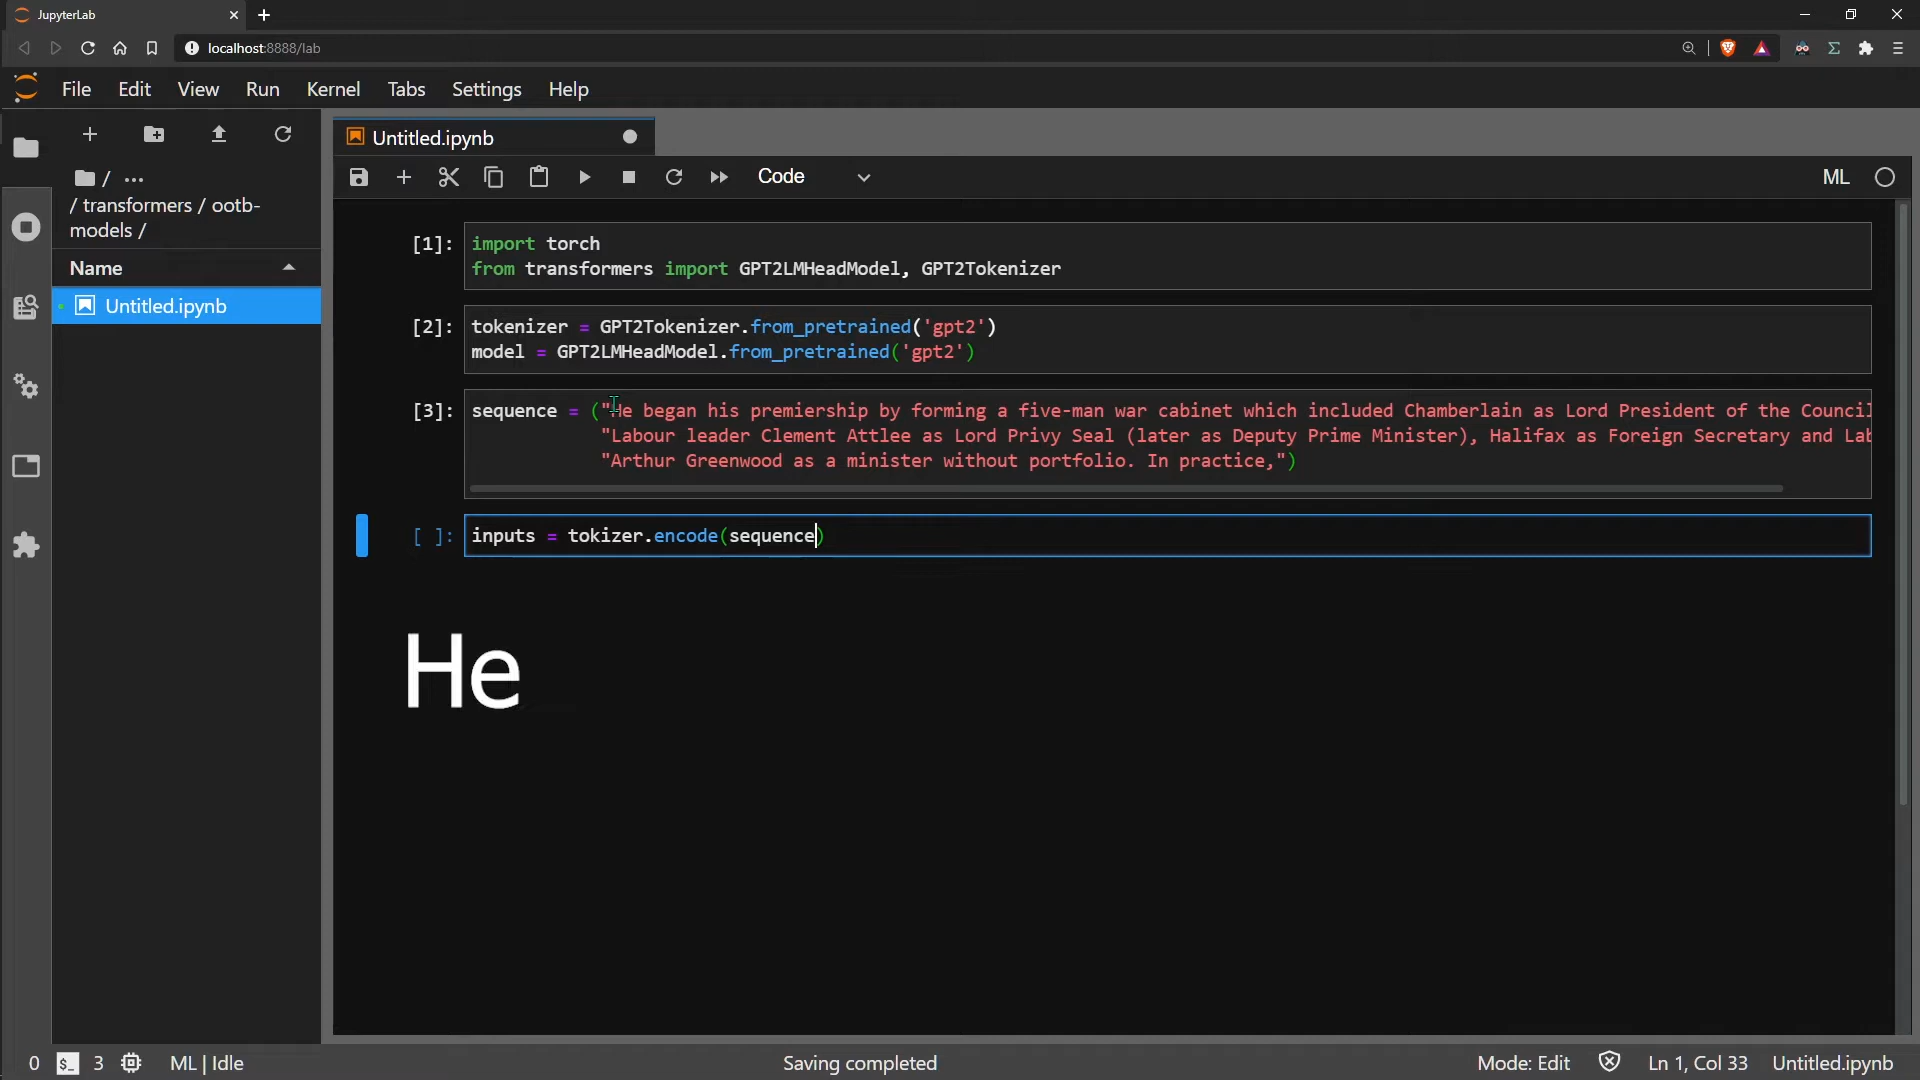 JupyterLab
localhost:8888/lab
File Edit View Run Kernel Tabs Settings Help
Untitled.ipynb
/ ...
/ transformers / ootb-
models /
Code
ML
Name
Untitled.ipynb
[1]: import torch
from transformers import GPT2LMHeadModel, GPT2Tokenizer
[2]: tokenizer = GPT2Tokenizer.from_pretrained('gpt2')
model = GPT2LMHeadModel.from_pretrained('gpt2')
[3]: sequence = ("He began his premiership by forming a five-man war cabinet which included Chamberlain as Lord President of the Council
"Labour leader Clement Attlee as Lord Privy Seal (later as Deputy Prime Minister), Halifax as Foreign Secretary and Lab
"Arthur Greenwood as a minister without portfolio. In practice,")
[ ]: inputs = tokizer.encode(sequence)
He
0 $_ 3 ML | Idle Saving completed Mode: Edit Ln 1, Col 33 Untitled.ipynb